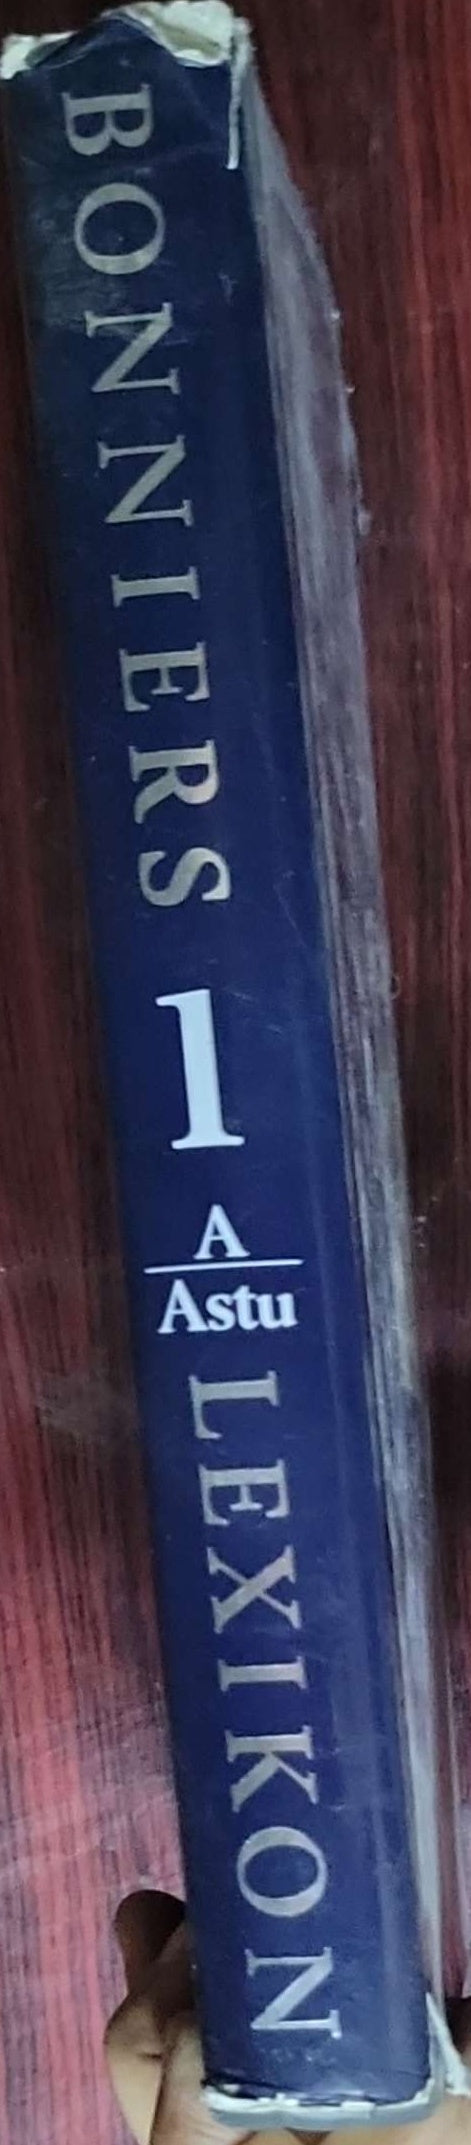 BONNIERS
1
A
Astu
LEXIKON